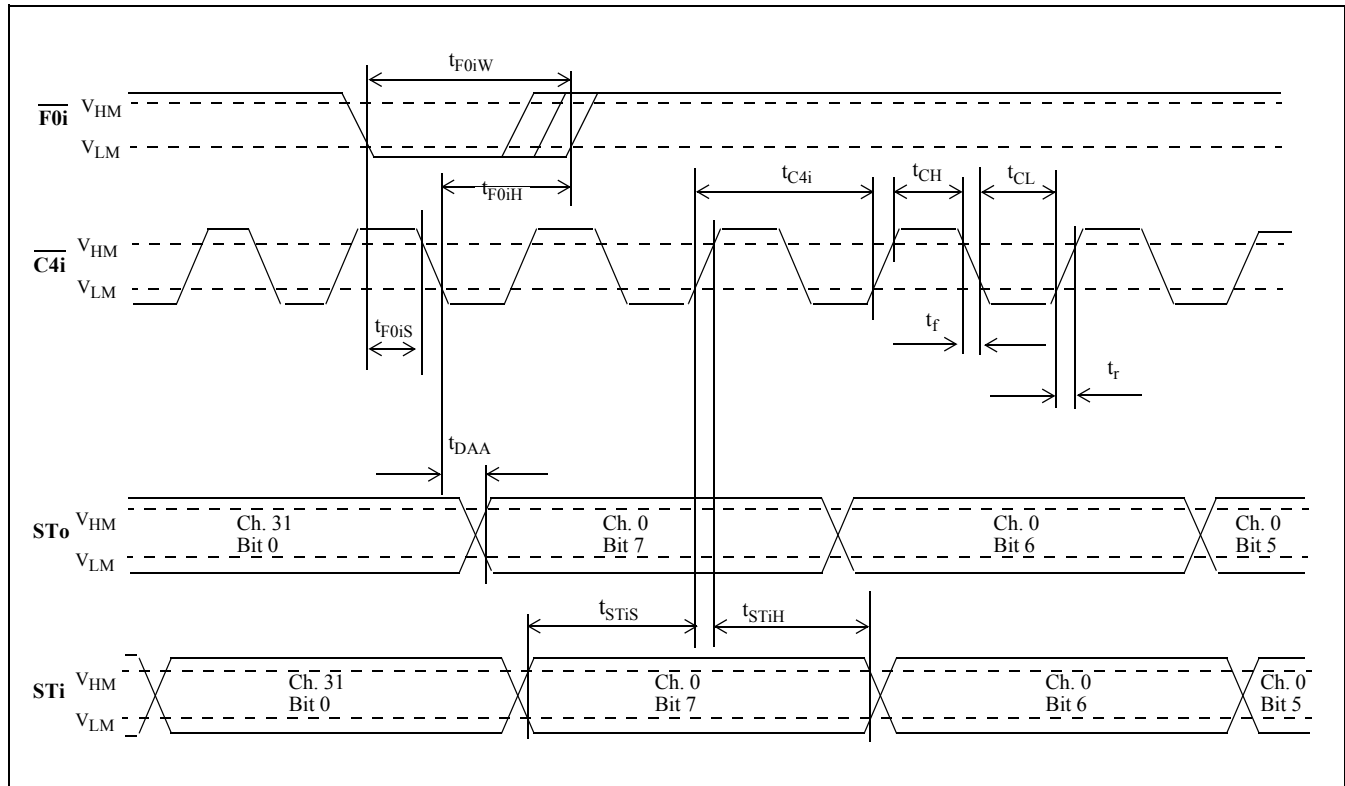 tF0iW
F0i
VHM
VLM
tF0iH
tC4i
tCH
tCL
C4i
VHM
VLM
tF0iS
tf
tr
tDAA
STo
VHM
VLM
Ch. 31
Bit 0
Ch. 0
Bit 7
Ch. 0
Bit 6
Ch. 0
Bit 5
tSTiS
tSTiH
STi
VHM
VLM
Ch. 31
Bit 0
Ch. 0
Bit 7
Ch. 0
Bit 6
Ch. 0
Bit 5